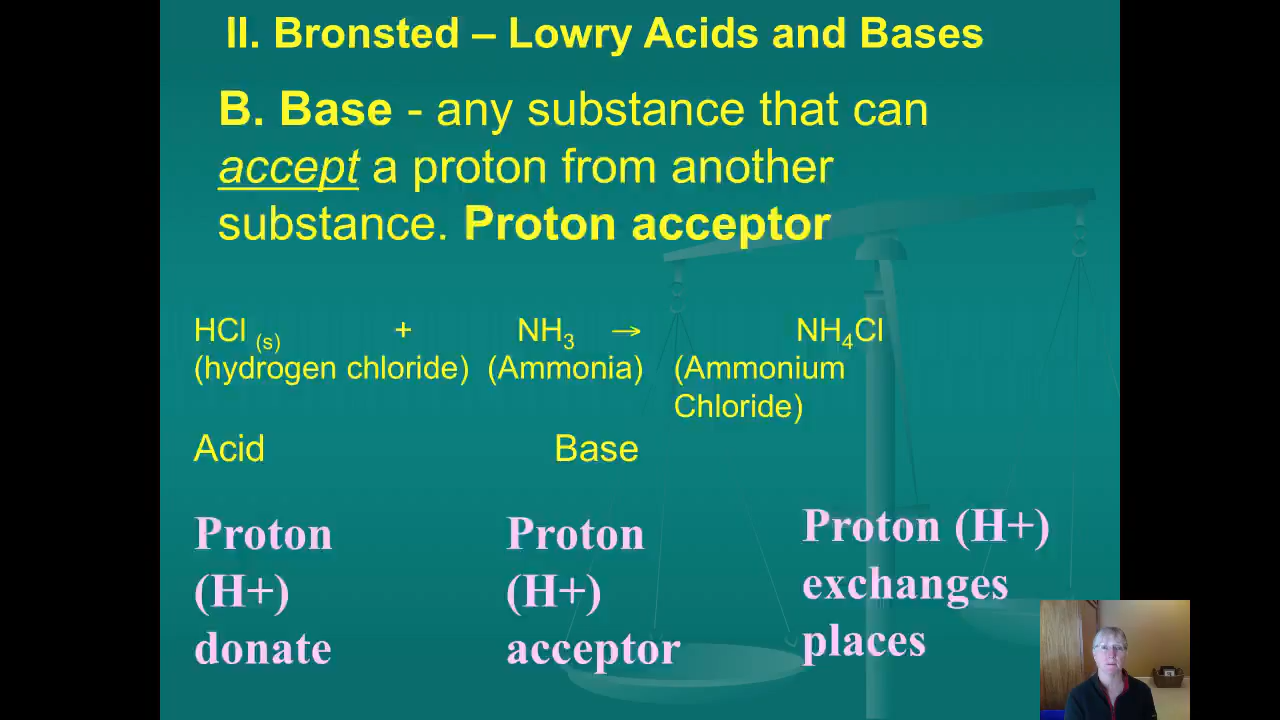 II. Bronsted – Lowry Acids and Bases
B. Base - any substance that can
accept a proton from another
substance. Proton acceptor
HCl (s) + NH3 → NH4Cl
(hydrogen chloride) (Ammonia) (Ammonium
Chloride)
Acid Base
Proton
(H+)
donate
Proton
(H+)
acceptor
Proton (H+)
exchanges
places